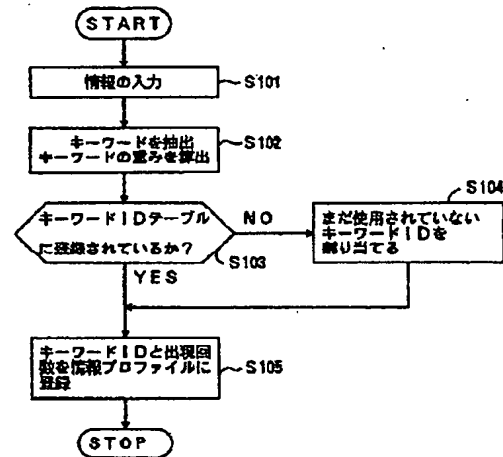 START
情報の入力
S101
キーワードを抽出
キーワードの重みを算出
S102
キーワードIDテーブル
に登録されているか?
S103
NO
YES
S104
まだ使用されていない
キーワードIDを
割り当てる
キーワードIDと出現回
数を情報プロファイルに
登録
S105
STOP